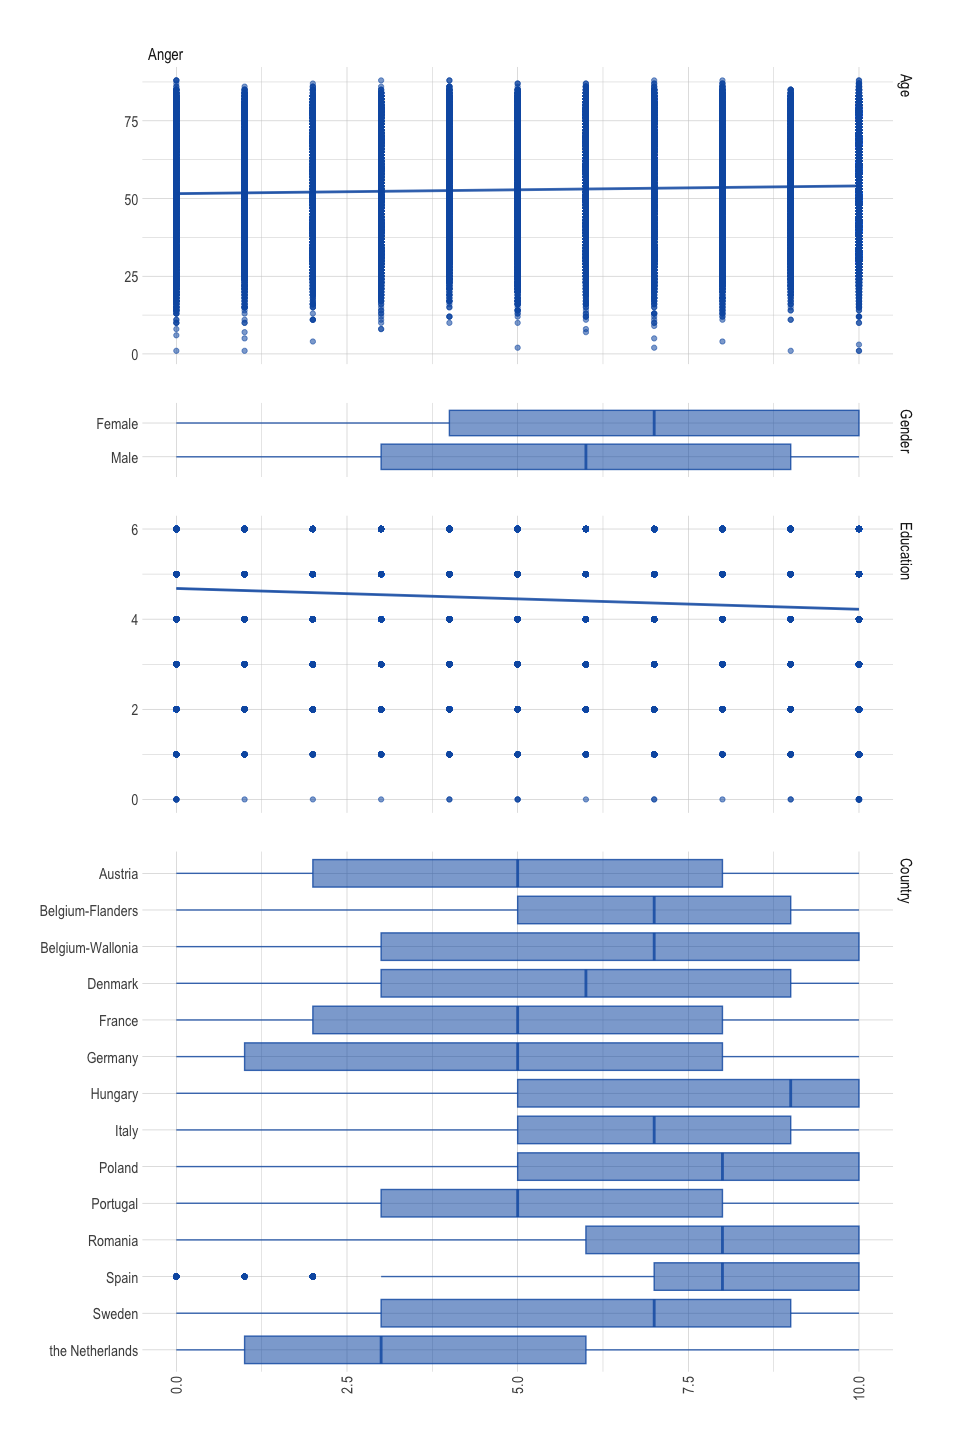 Anger
Age
75
50
25
0
Gender
Female
Male
Education
6
4
2
0
Country
Austria
Belgium-Flanders
Belgium-Wallonia
Denmark
France
Germany
Hungary
Italy
Poland
Portugal
Romania
Spain
Sweden
the Netherlands
0.0 2.5 5.0 7.5 10.0